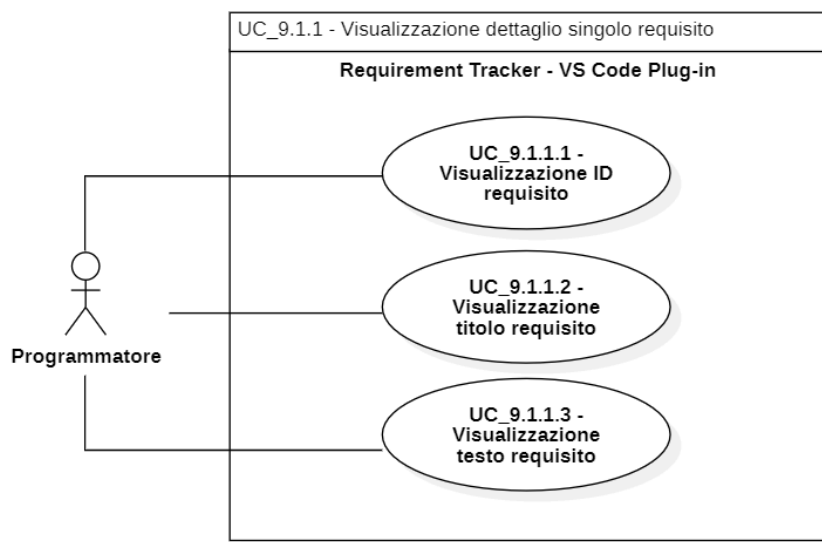 UC_9.1.1 - Visualizzazione dettaglio singolo requisito
Requirement Tracker - VS Code Plug-in
UC_9.1.1.1 -
Visualizzazione ID
requisito
UC_9.1.1.2 -
Visualizzazione
titolo requisito
Programmatore
UC_9.1.1.3 -
Visualizzazione
testo requisito